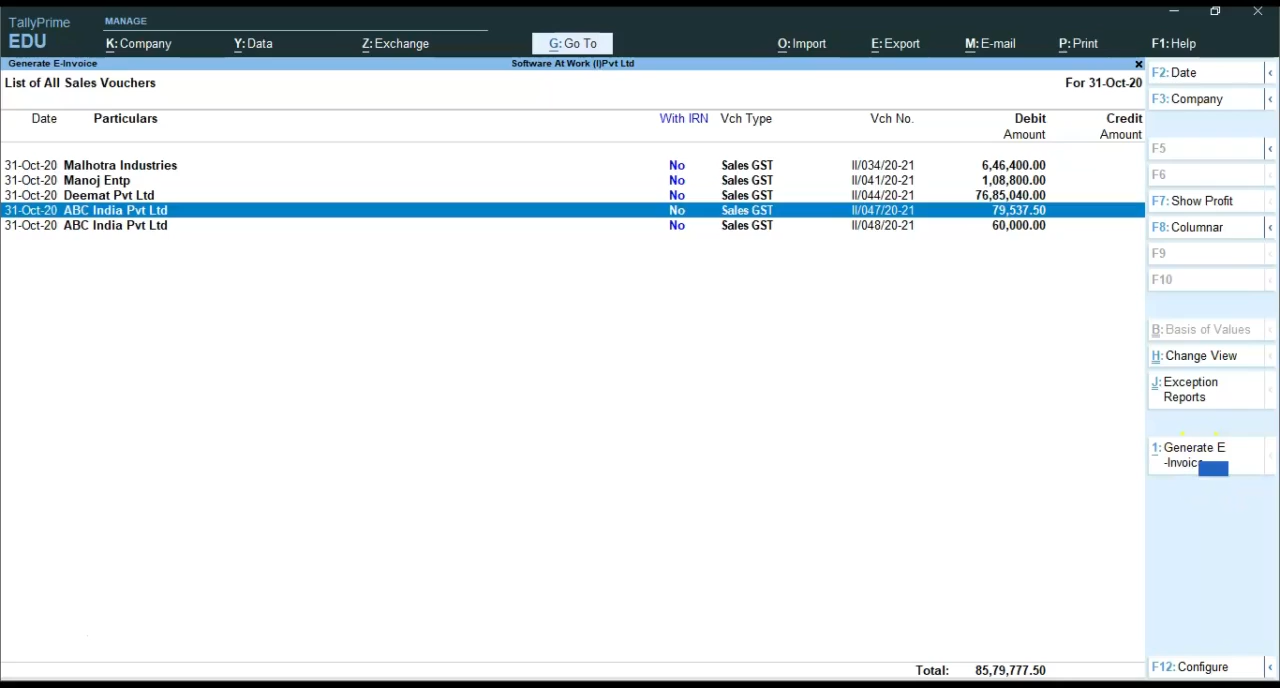 TallyPrime
EDU
MANAGE
K: Company Y: Data Z: Exchange G: Go To O: Import E: Export M: E-mail P: Print F1: Help
Generate E-Invoice Software At Work (I)Pvt Ltd x
List of All Sales Vouchers For 31-Oct-20
Date Particulars With IRN Vch Type Vch No. Debit Credit
Amount Amount
31-Oct-20 Malhotra Industries No Sales GST II/034/20-21 6,46,400.00
31-Oct-20 Manoj Entp No Sales GST II/041/20-21 1,08,800.00
31-Oct-20 Deemat Pvt Ltd No Sales GST II/044/20-21 76,85,040.00
31-Oct-20 ABC India Pvt Ltd No Sales GST II/047/20-21 79,537.50
31-Oct-20 ABC India Pvt Ltd No Sales GST II/048/20-21 60,000.00
Total: 85,79,777.50
F2: Date
F3: Company
F5
F6
F7: Show Profit
F8: Columnar
F9
F10
B: Basis of Values
H: Change View
J: Exception
Reports
1: Generate E
-Invoic
F12: Configure